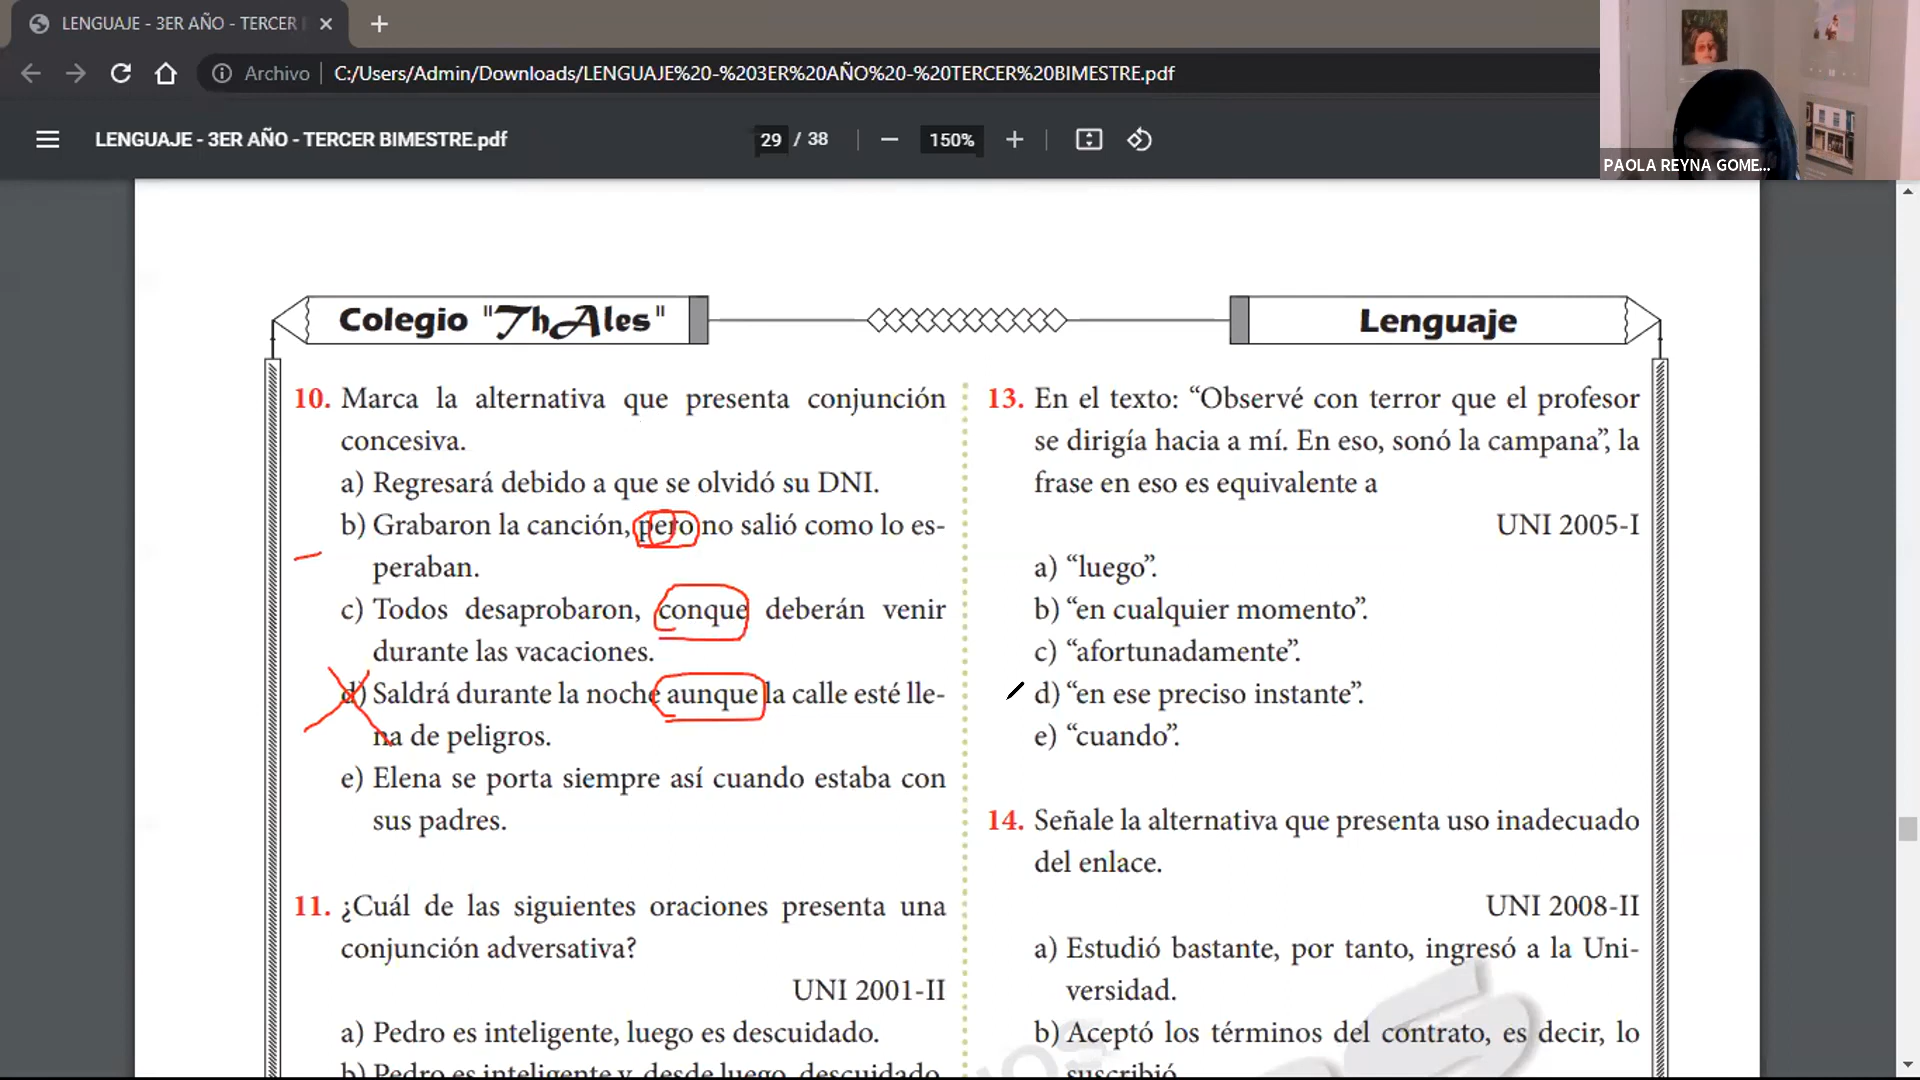 LENGUAJE - 3ER AÑO - TERCER
Archivo
C:/Users/Admin/Downloads/LENGUAJE%20-%203ER%20AÑO%20-%20TERCER%20BIMESTRE.pdf
LENGUAJE - 3ER AÑO - TERCER BIMESTRE.pdf
29 / 38
150%
PAOLA REYNA GOME...
Colegio "ThAles"
Lenguaje
10. Marca la alternativa que presenta conjunción
concesiva.
a) Regresará debido a que se olvidó su DNI.
b) Grabaron la canción, pero no salió como lo es-
peraban.
c) Todos desaprobaron, conque deberán venir
durante las vacaciones.
d) Saldrá durante la noche aunque la calle esté lle-
na de peligros.
e) Elena se porta siempre así cuando estaba con
sus padres.
11. ¿Cuál de las siguientes oraciones presenta una
conjunción adversativa?
UNI 2001-II
a) Pedro es inteligente, luego es descuidado.
b) Pedro es inteligente y, desde luego, descuidado.
13. En el texto: “Observé con terror que el profesor
se dirigía hacia a mí. En eso, sonó la campana”, la
frase en eso es equivalente a
UNI 2005-I
a) “luego”.
b) “en cualquier momento”.
c) “afortunadamente”.
d) “en ese preciso instante”.
e) “cuando”.
14. Señale la alternativa que presenta uso inadecuado
del enlace.
UNI 2008-II
a) Estudió bastante, por tanto, ingresó a la Uni-
versidad.
b) Aceptó los términos del contrato, es decir, lo
suscribió.